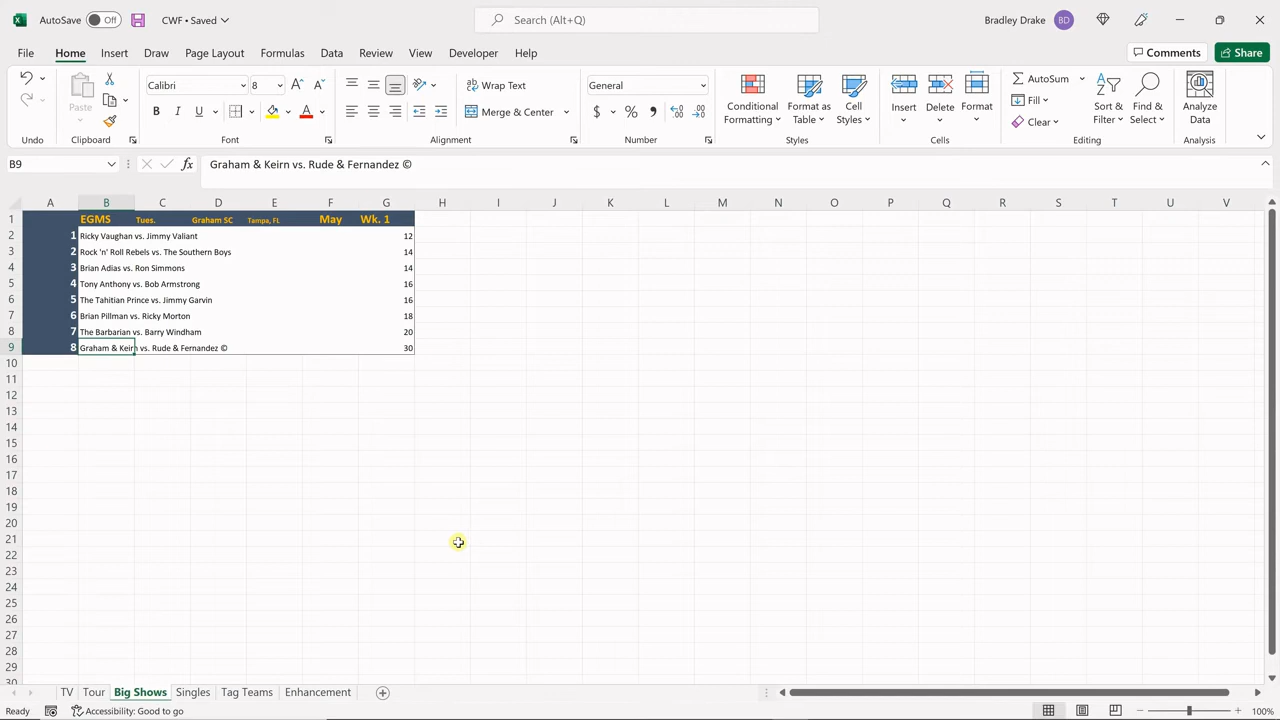 AutoSave Off CWF • Saved Search (Alt+Q) Bradley Drake BD
File Home Insert Draw Page Layout Formulas Data Review View Developer Help Comments Share
Calibri 8 Wrap Text General AutoSum
Paste Merge & Center Conditional Formatting Format as Table Cell Styles Insert Delete Format Fill Sort & Filter Find & Select Analyze Data
Clear
Undo Clipboard Font Alignment Number Styles Cells Editing Analysis
B9 fx Graham & Keirn vs. Rude & Fernandez ©
A B C D E F G H I J K L M N O P Q R S T U V
1 EGMS Tues. Graham SC Tampa, FL May Wk. 1
2 1 Ricky Vaughan vs. Jimmy Valiant 12
3 2 Rock 'n' Roll Rebels vs. The Southern Boys 14
4 3 Brian Adias vs. Ron Simmons 14
5 4 Tony Anthony vs. Bob Armstrong 16
6 5 The Tahitian Prince vs. Jimmy Garvin 16
7 6 Brian Pillman vs. Ricky Morton 18
8 7 The Barbarian vs. Barry Windham 20
9 8 Graham & Keirn vs. Rude & Fernandez © 30
10
11
12
13
14
15
16
17
18
19
20
21
22
23
24
25
26
27
28
29
30
TV Tour Big Shows Singles Tag Teams Enhancement
Ready Accessibility: Good to go 100%